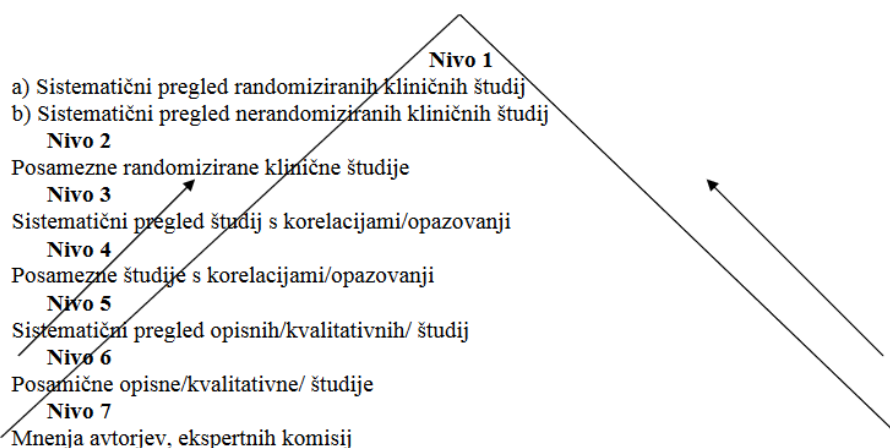 Nivo 1
a) Sistematični pregled randomiziranih kliničnih študij
b) Sistematični pregled nerandomiziranih kliničnih študij
Nivo 2
Posamezne randomizirane klinične študije
Nivo 3
Sistematični pregled študij s korelacijami/opazovanji
Nivo 4
Posamezne študije s korelacijami/opazovanji
Nivo 5
Sistematični pregled opisnih/kvalitativnih/ študij
Nivo 6
Posamične opisne/kvalitativne/ študije
Nivo 7
Mnenja avtorjev, ekspertnih komisij